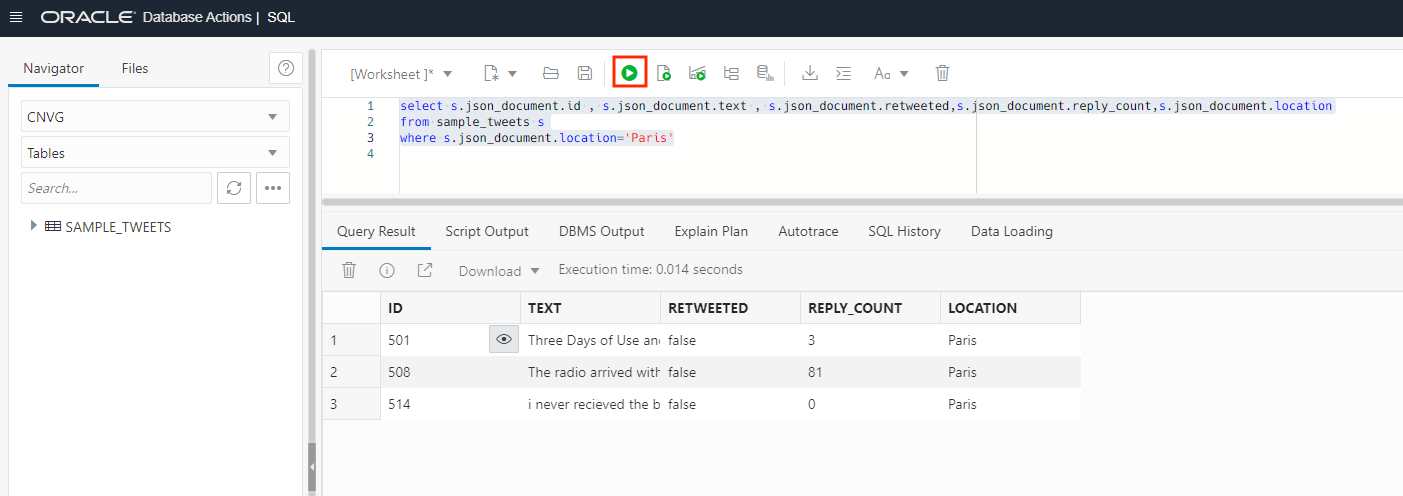 ORACLE Database Actions | SQL
Navigator Files
CNVG
Tables
Search...
SAMPLE_TWEETS
[Worksheet ]* Aa
1 select s.json_document.id , s.json_document.text , s.json_document.retweeted,s.json_document.reply_count,s.json_document.location
2 from sample_tweets s
3 where s.json_document.location='Paris'
4
Query Result Script Output DBMS Output Explain Plan Autotrace SQL History Data Loading
Download Execution time: 0.014 seconds
ID TEXT RETWEETED REPLY_COUNT LOCATION
1 501 Three Days of Use and false 3 Paris
2 508 The radio arrived with false 81 Paris
3 514 i never recieved the b false 0 Paris